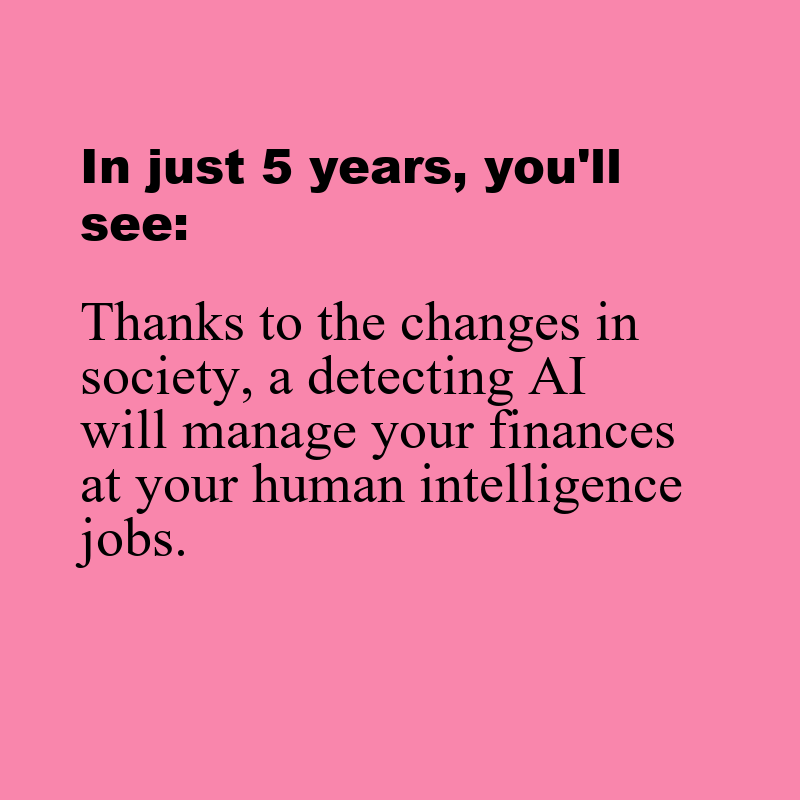 In just 5 years, you'll
see:
Thanks to the changes in
society, a detecting AI
will manage your finances
at your human intelligence
jobs.